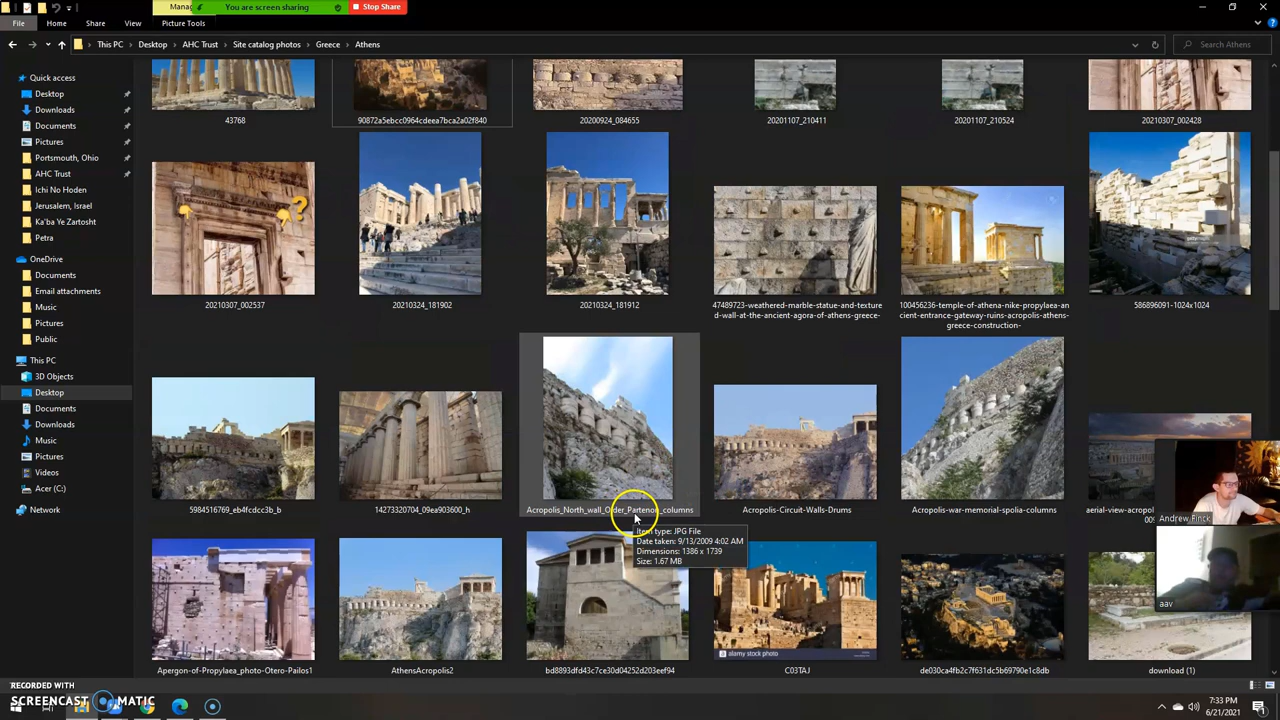 Manag
You are screen sharing
Stop Share
File
Home
Share
View
Picture Tools
This PC
Desktop
AHC Trust
Site catalog photos
Greece
Athens
Search Athens
Quick access
Desktop
Downloads
Documents
Pictures
Portsmouth, Ohio
AHC Trust
Ichi No Hoden
Jerusalem, Israel
Ka'ba Ye Zartosht
Petra
OneDrive
Documents
Email attachments
Music
Pictures
Public
This PC
3D Objects
Desktop
Documents
Downloads
Music
Pictures
Videos
Acer (C:)
Network
43768
90872a5ebcc0964cdeea7bca2a02f840
20200924_084655
20201107_210411
20201107_210524
20210307_002428
?
20210307_002537
20210324_181902
20210324_181912
47489723-weathered-marble-statue-and-texture
d-wall-at-the-ancient-agora-of-athens-greece-
100456236-temple-of-athena-nike-propylaea-an
cient-entrance-gateway-ruins-acropolis-athens-
greece-construction-
586896091-1024x1024
5984516769_eb4fcdcc3b_b
14273320704_09ea903600_h
Acropolis_North_wall_Older_Partenon_columns
Acropolis-Circuit-Walls-Drums
Acropolis-war-memorial-spolia-columns
Item type: JPG File
Date taken: 9/13/2009 4:02 AM
Dimensions: 1386 x 1739
Size: 1.67 MB
Andrew Finck
aav
Apergon-of-Propylaea_photo-Otero-Pailos1
AthensAcropolis2
bd8893dfd43c7ce30d04252d203eef94
a alamy stock photo
C03TAJ
de030ca4fb2c7f631dc5b69790e1c8db
download (1)
RECORDED WITH
SCREENCAST MATIC
7:33 PM
6/21/2021